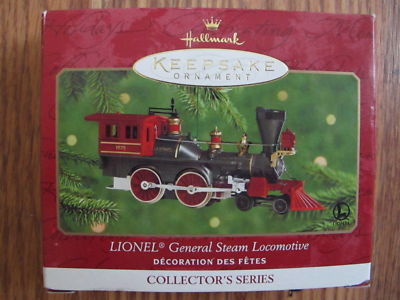 Hallmark
KEEPSAKE
ORNAMENT
LIONEL® General Steam Locomotive
DÉCORATION DES FÊTES
COLLECTOR'S SERIES